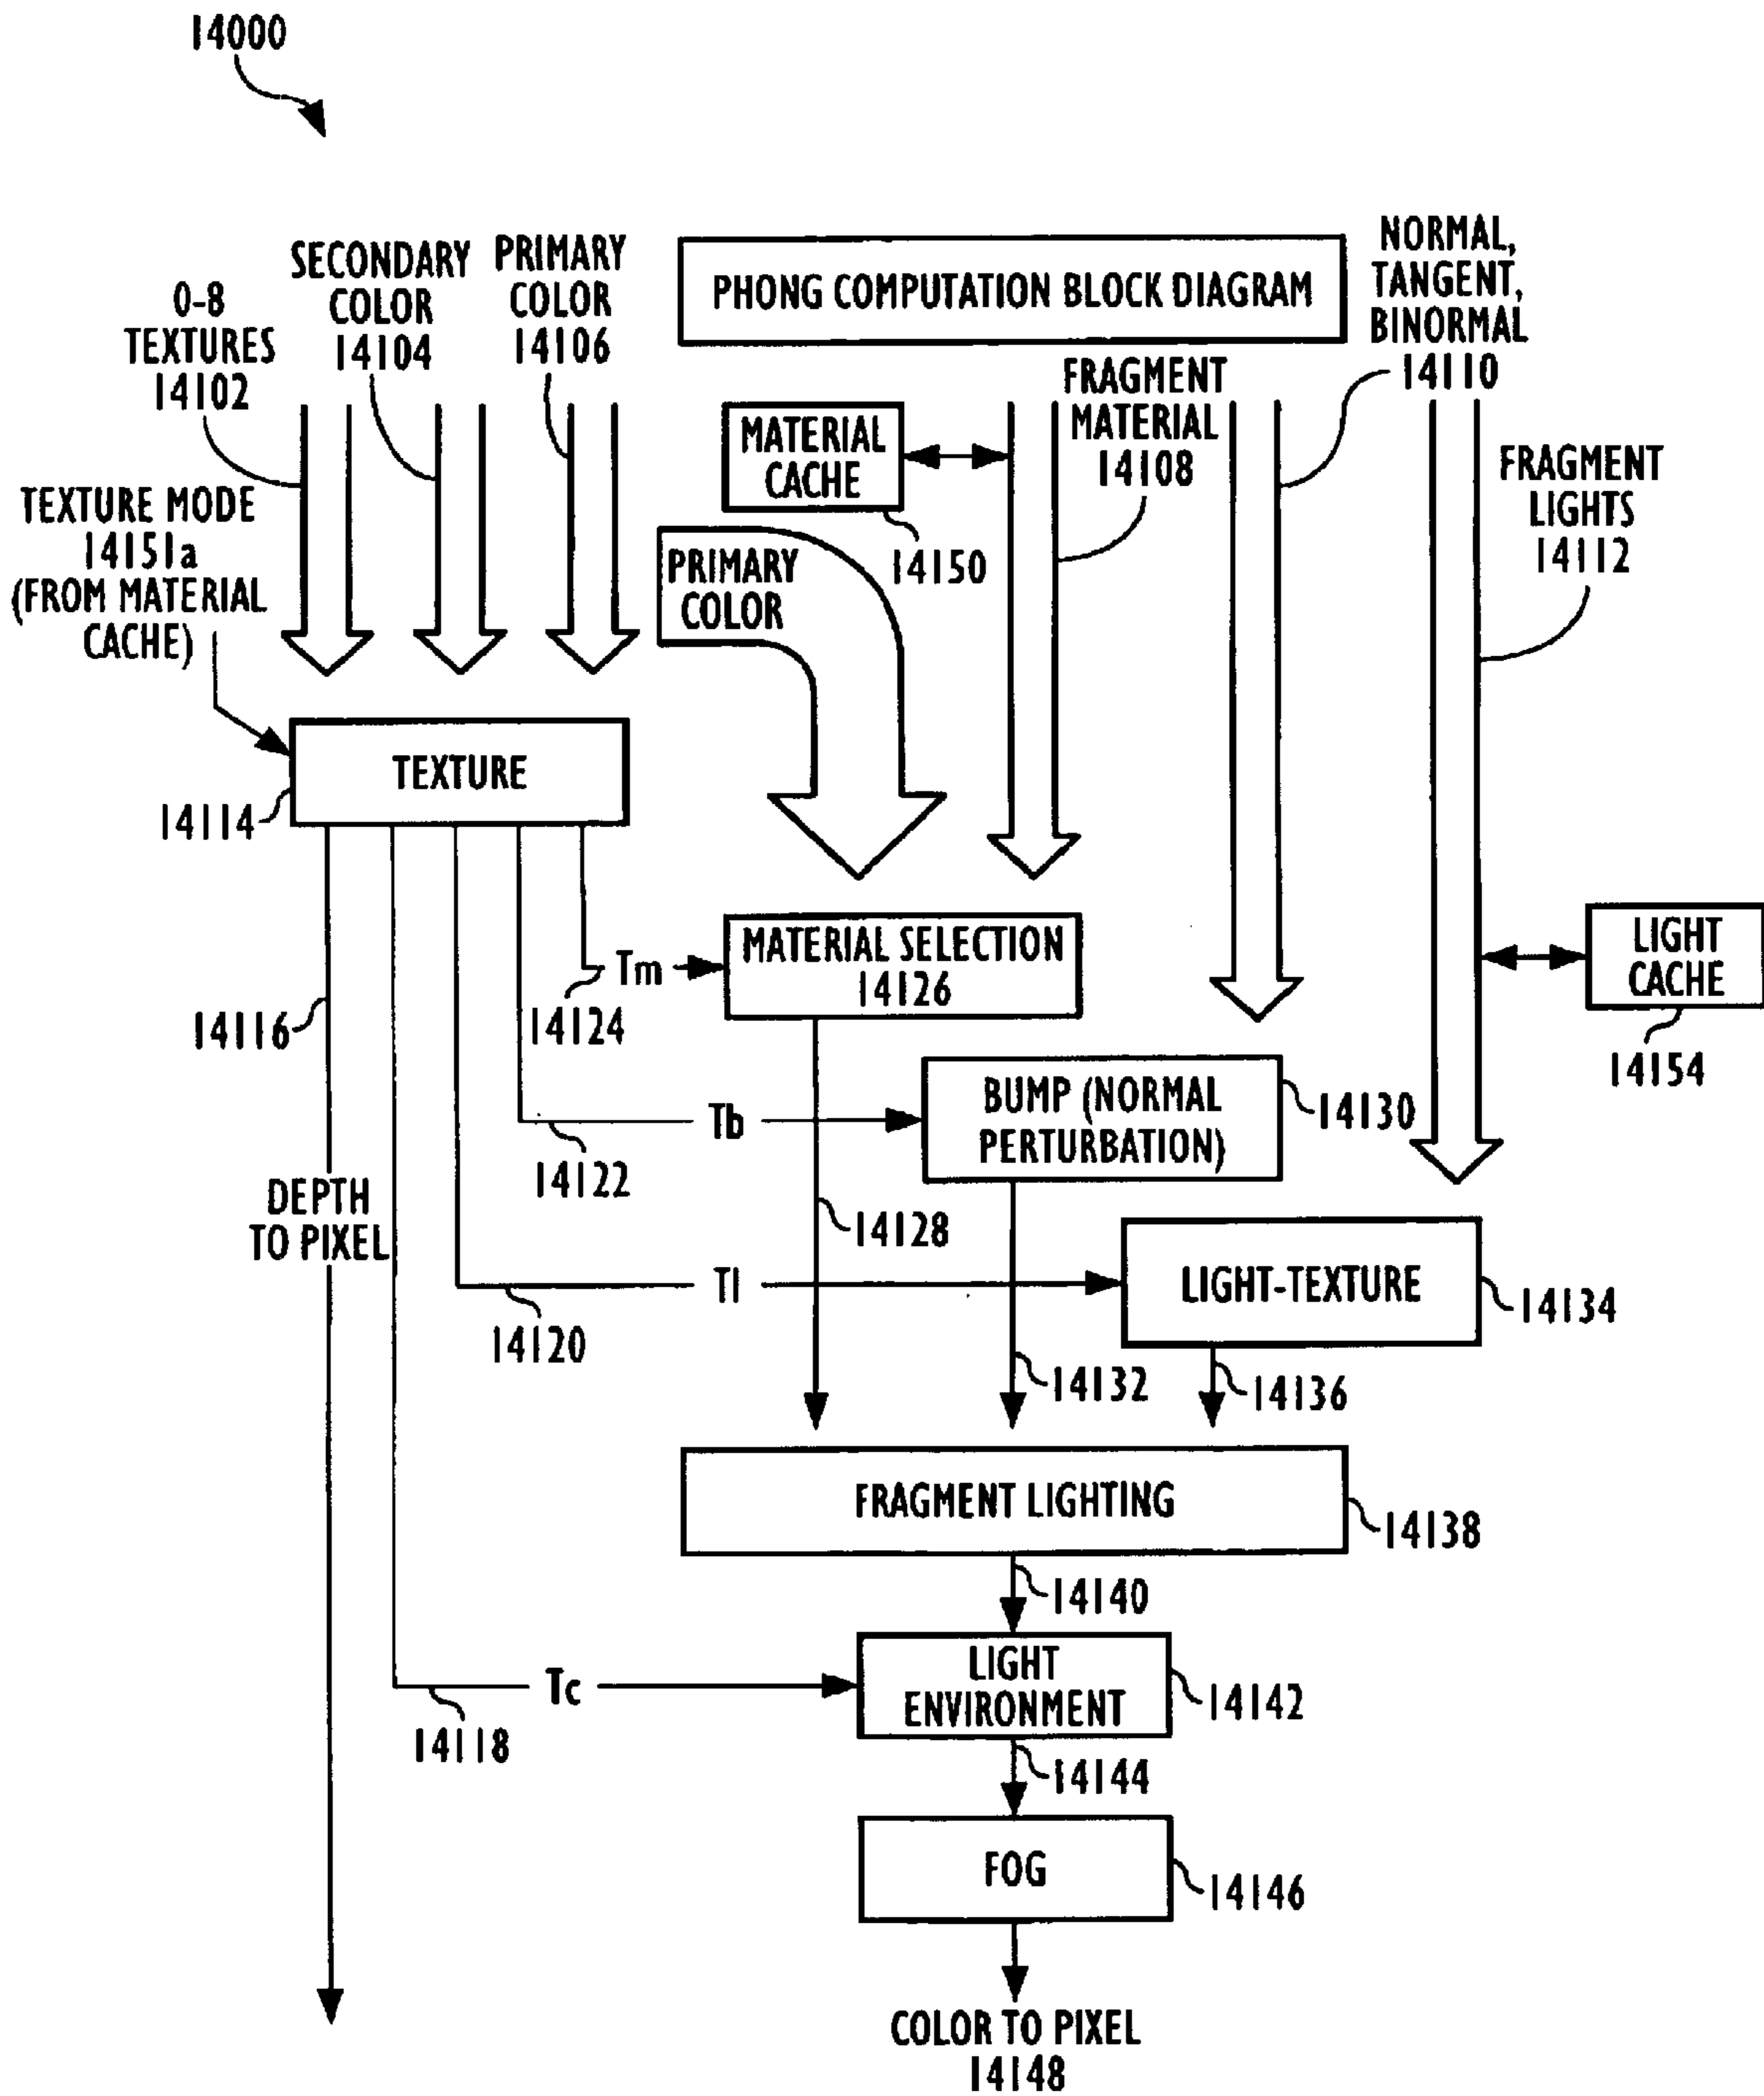 14000
0-8
TEXTURES
14102
SECONDARY
COLOR
14104
PRIMARY
COLOR
14106
PHONG COMPUTATION BLOCK DIAGRAM
NORMAL,
TANGENT,
BINORMAL
14110
TEXTURE MODE
14151a
(FROM MATERIAL
CACHE)
MATERIAL
CACHE
14150
FRAGMENT
MATERIAL
14108
FRAGMENT
LIGHTS
14112
PRIMARY
COLOR
TEXTURE
14114
14116
Tm
14124
MATERIAL SELECTION
14126
LIGHT
CACHE
14154
Tb
14122
BUMP (NORMAL
PERTURBATION)
14130
DEPTH
TO PIXEL
14128
Tl
14120
LIGHT-TEXTURE
14134
14132
14136
FRAGMENT LIGHTING
14138
14140
Tc
14118
LIGHT
ENVIRONMENT
14142
14144
FOG
14146
COLOR TO PIXEL
14148